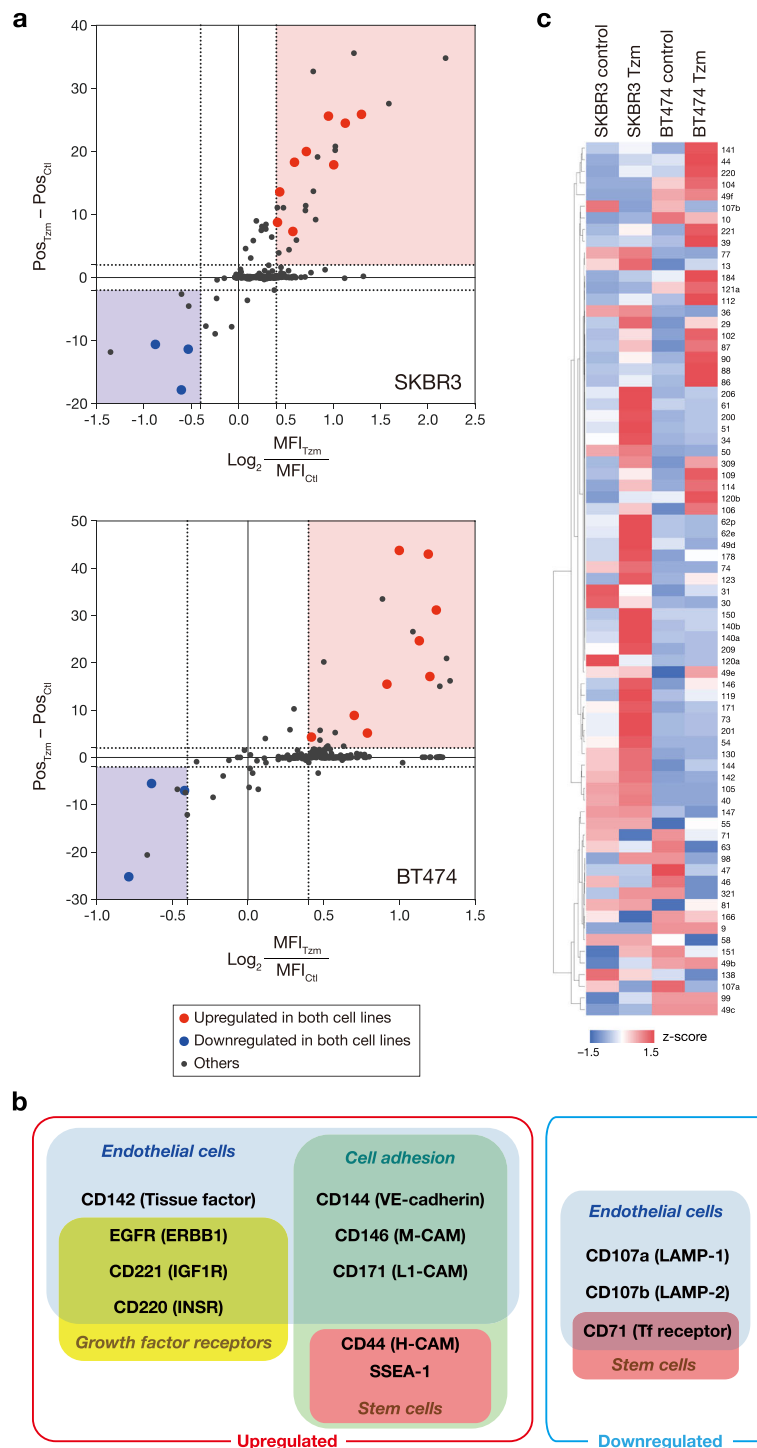 a
40
30
20
10
0
-10
-20
Pos_Tzm – Pos_Ctl
-1.5 -1.0 -0.5 0.0 0.5 1.0 1.5 2.0 2.5
SKBR3
Log₂ MFI_Tzm / MFI_Ctl
50
40
30
20
10
0
-10
-20
-30
Pos_Tzm – Pos_Ctl
-1.0 -0.5 0.0 0.5 1.0 1.5
BT474
Log₂ MFI_Tzm / MFI_Ctl
Upregulated in both cell lines
Downregulated in both cell lines
Others
c
SKBR3 control
SKBR3 Tzm
BT474 control
BT474 Tzm
141
44
220
104
49f
107b
10
221
39
77
13
184
121a
112
36
29
102
87
90
88
86
206
61
200
51
34
50
309
109
114
120b
106
62p
62e
49d
178
74
123
31
30
150
140b
140a
209
120a
49e
146
119
171
73
201
54
130
144
142
105
40
147
55
71
63
98
47
46
321
81
166
9
58
151
49b
138
107a
99
49c
z-score
-1.5 1.5
b
Endothelial cells
Cell adhesion
CD142 (Tissue factor)
CD144 (VE-cadherin)
EGFR (ERBB1)
CD146 (M-CAM)
CD221 (IGF1R)
CD171 (L1-CAM)
CD220 (INSR)
Growth factor receptors
CD44 (H-CAM)
SSEA-1
Stem cells
Upregulated
Endothelial cells
CD107a (LAMP-1)
CD107b (LAMP-2)
CD71 (Tf receptor)
Stem cells
Downregulated